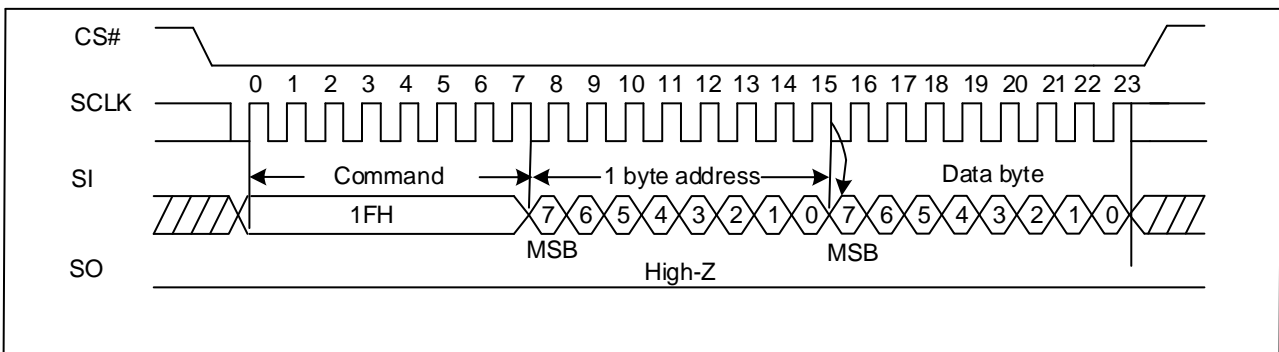 CS#
0 1 2 3 4 5 6 7 8 9 10 11 12 13 14 15 16 17 18 19 20 21 22 23
SCLK
SI Command 1 byte address Data byte
1FH 7 6 5 4 3 2 1 0 7 6 5 4 3 2 1 0
MSB MSB
SO High-Z